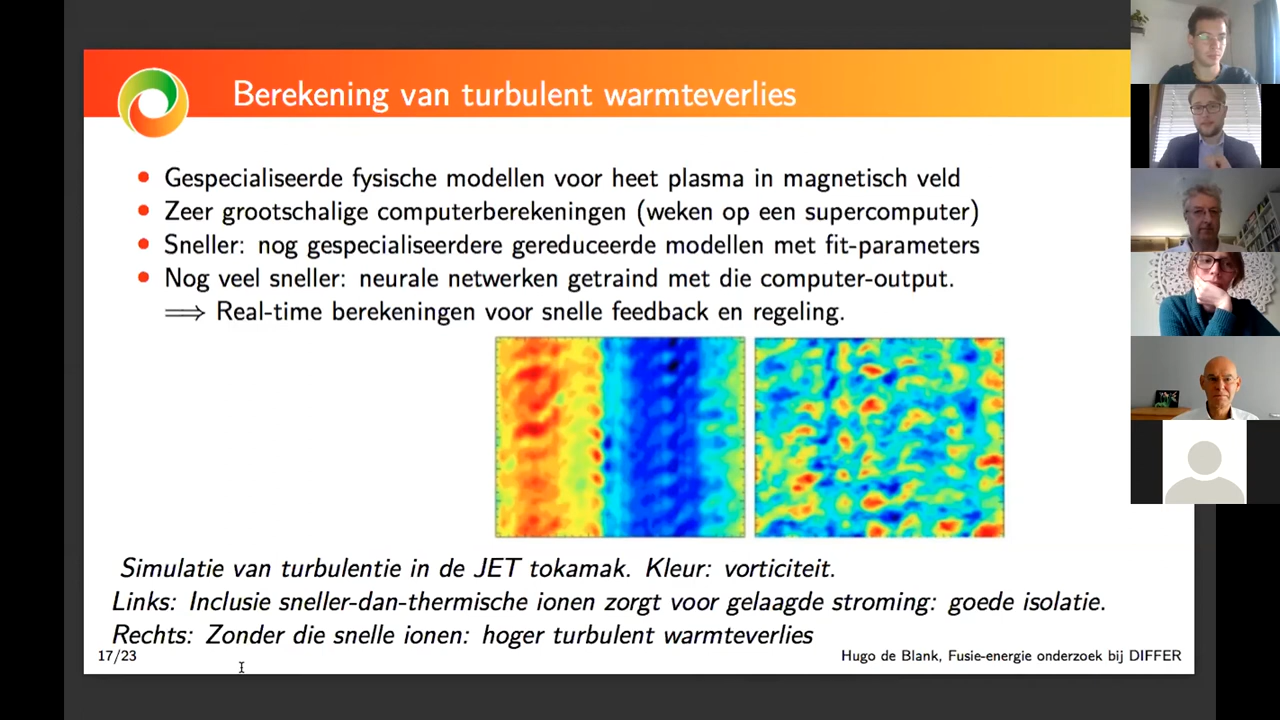 Berekening van turbulent warmteverlies
Gespecialiseerde fysische modellen voor heet plasma in magnetisch veld
Zeer grootschalige computerberekeningen (weken op een supercomputer)
Sneller: nog gespecialiseerdere gereduceerde modellen met fit-parameters
Nog veel sneller: neurale netwerken getraind met die computer-output.
⟹ Real-time berekeningen voor snelle feedback en regeling.
Simulatie van turbulentie in de JET tokamak. Kleur: vorticiteit.
Links: Inclusie sneller-dan-thermische ionen zorgt voor gelaagde stroming: goede isolatie.
Rechts: Zonder die snelle ionen: hoger turbulent warmteverlies
17/23
Hugo de Blank, Fusie-energie onderzoek bij DIFFER